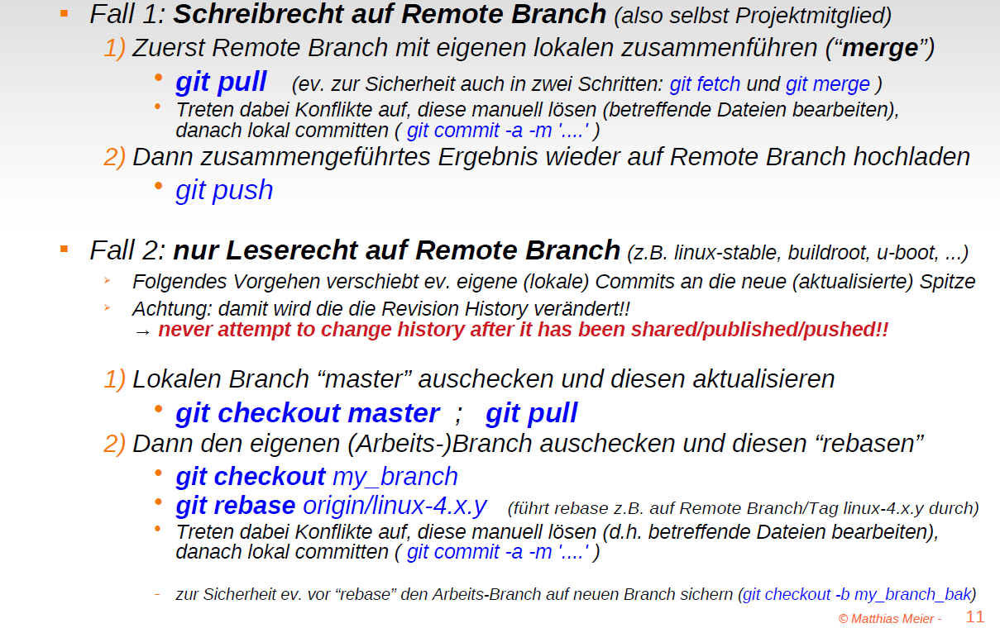 ▪ Fall 1: Schreibrecht auf Remote Branch (also selbst Projektmitglied)
1) Zuerst Remote Branch mit eigenen lokalen zusammenführen (“merge”)
• git pull (ev. zur Sicherheit auch in zwei Schritten: git fetch und git merge )
• Treten dabei Konflikte auf, diese manuell lösen (betreffende Dateien bearbeiten),
danach lokal committen ( git commit -a -m '....' )
2) Dann zusammengeführtes Ergebnis wieder auf Remote Branch hochladen
• git push
▪ Fall 2: nur Leserecht auf Remote Branch (z.B. linux-stable, buildroot, u-boot, ...)
➢ Folgendes Vorgehen verschiebt ev. eigene (lokale) Commits an die neue (aktualisierte) Spitze
➢ Achtung: damit wird die die Revision History verändert!!
→ never attempt to change history after it has been shared/published/pushed!!
1) Lokalen Branch “master” auschecken und diesen aktualisieren
• git checkout master ; git pull
2) Dann den eigenen (Arbeits-)Branch auschecken und diesen “rebasen”
• git checkout my_branch
• git rebase origin/linux-4.x.y (führt rebase z.B. auf Remote Branch/Tag linux-4.x.y durch)
• Treten dabei Konflikte auf, diese manuell lösen (d.h. betreffende Dateien bearbeiten),
danach lokal committen ( git commit -a -m '....' )
– zur Sicherheit ev. vor “rebase” den Arbeits-Branch auf neuen Branch sichern (git checkout -b my_branch_bak)
© Matthias Meier - 11